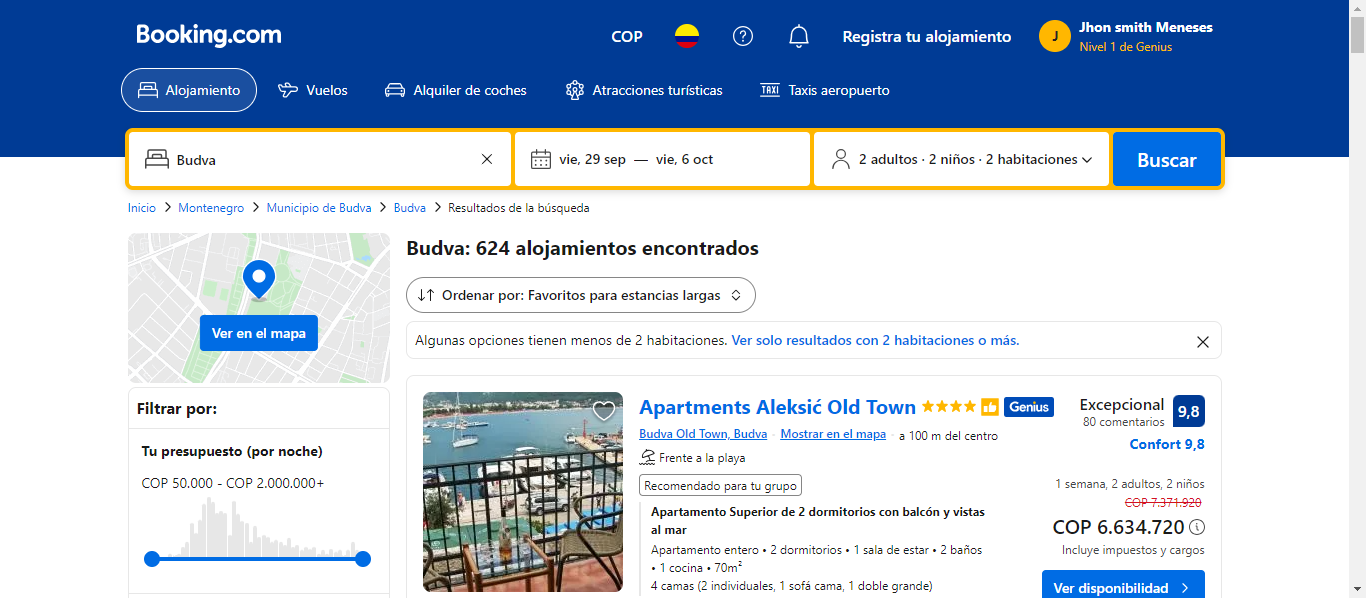 Booking.com
COP
Registra tu alojamiento
J
Jhon smith Meneses
Nivel 1 de Genius
Alojamiento
Vuelos
Alquiler de coches
Atracciones turísticas
TAXI
Taxis aeropuerto
Budva
vie, 29 sep — vie, 6 oct
2 adultos · 2 niños · 2 habitaciones
Buscar
Inicio > Montenegro > Municipio de Budva > Budva > Resultados de la búsqueda
Ver en el mapa
Filtrar por:
Tu presupuesto (por noche)
COP 50.000 - COP 2.000.000+
Budva: 624 alojamientos encontrados
Ordenar por: Favoritos para estancias largas
Algunas opciones tienen menos de 2 habitaciones. Ver solo resultados con 2 habitaciones o más.
Apartments Aleksić Old Town
Genius
Budva Old Town, Budva · Mostrar en el mapa · a 100 m del centro
Frente a la playa
Recomendado para tu grupo
Apartamento Superior de 2 dormitorios con balcón y vistas
al mar
Apartamento entero • 2 dormitorios • 1 sala de estar • 2 baños
• 1 cocina • 70m²
4 camas (2 individuales, 1 sofá cama, 1 doble grande)
Excepcional
9,8
80 comentarios
Confort 9,8
1 semana, 2 adultos, 2 niños
COP 7.371.920
COP 6.634.720
Incluye impuestos y cargos
Ver disponibilidad